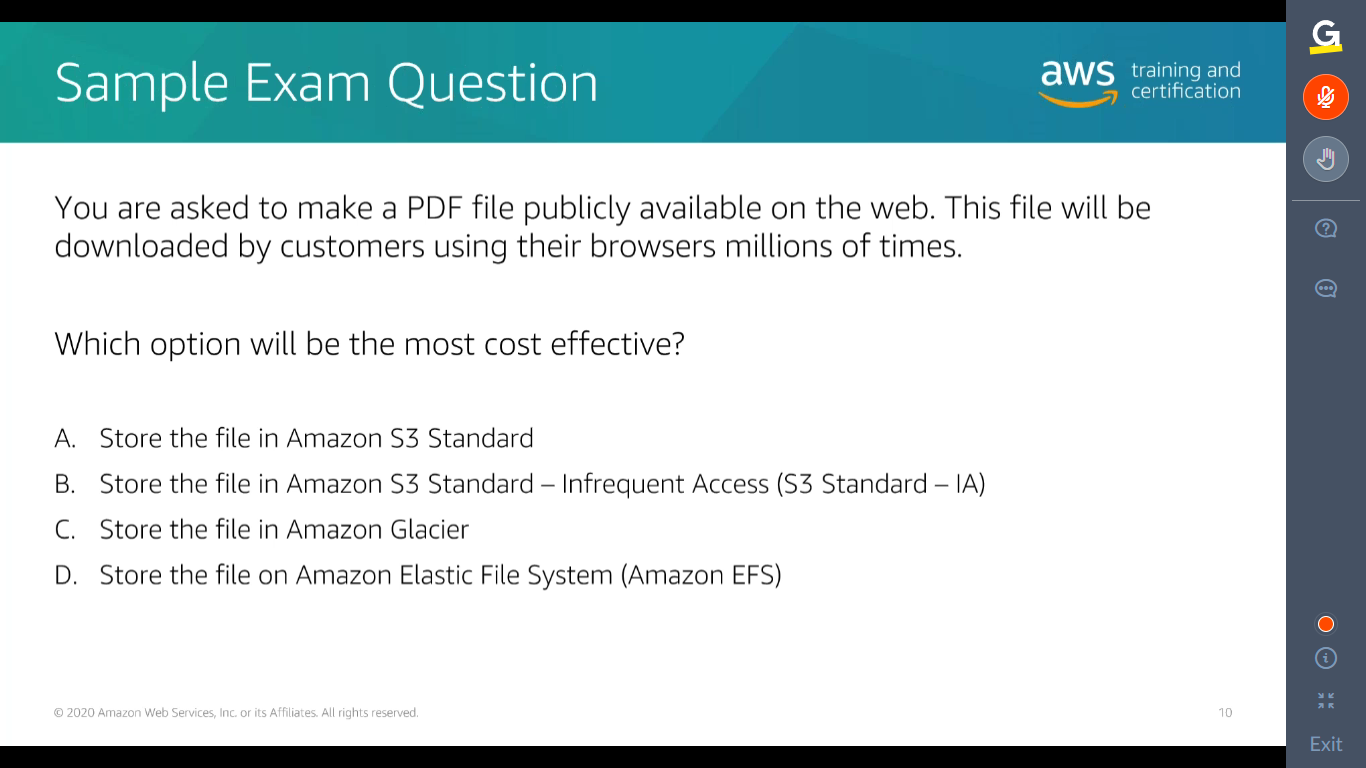 Sample Exam Question
aws training and
certification
You are asked to make a PDF file publicly available on the web. This file will be
downloaded by customers using their browsers millions of times.
Which option will be the most cost effective?
A. Store the file in Amazon S3 Standard
B. Store the file in Amazon S3 Standard – Infrequent Access (S3 Standard – IA)
C. Store the file in Amazon Glacier
D. Store the file on Amazon Elastic File System (Amazon EFS)
© 2020 Amazon Web Services, Inc. or its Affiliates. All rights reserved.
10
G
Exit